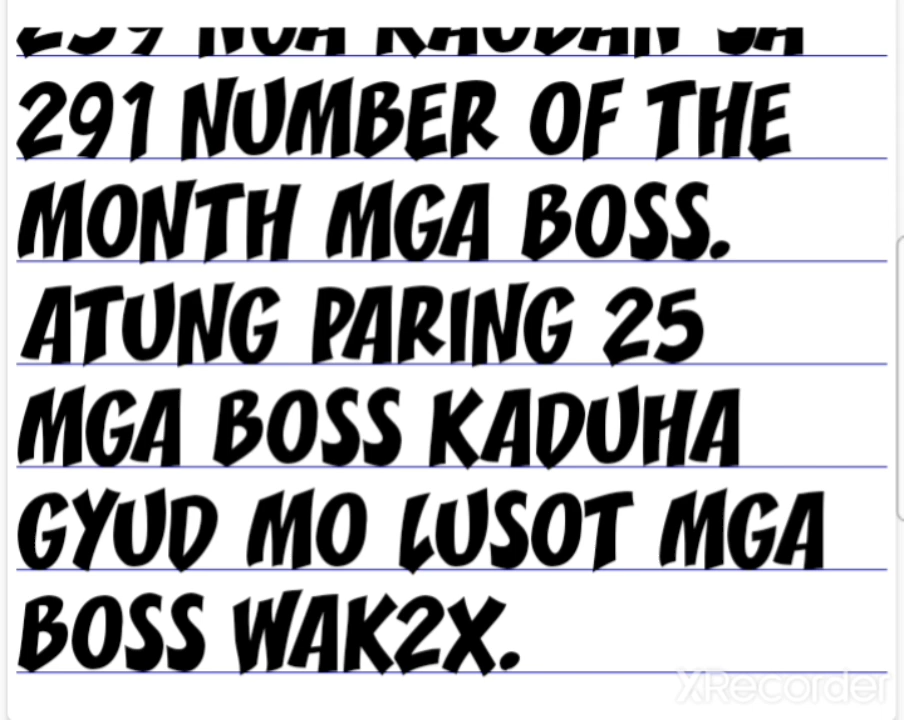 291 NUMBER OF THE
MONTH MGA BOSS.
ATUNG PARING 25
MGA BOSS KADUHA
GYUD MO LUSOT MGA
BOSS WAK2X.
XRecorder